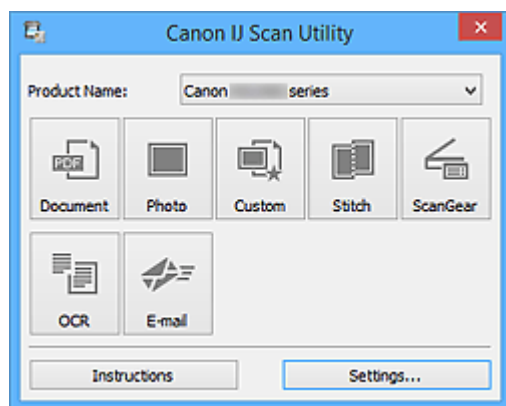 Canon IJ Scan Utility
Product Name: Canon series
Document Photo Custom Stitch ScanGear
PDF
OCR E-mail
Instructions Settings...